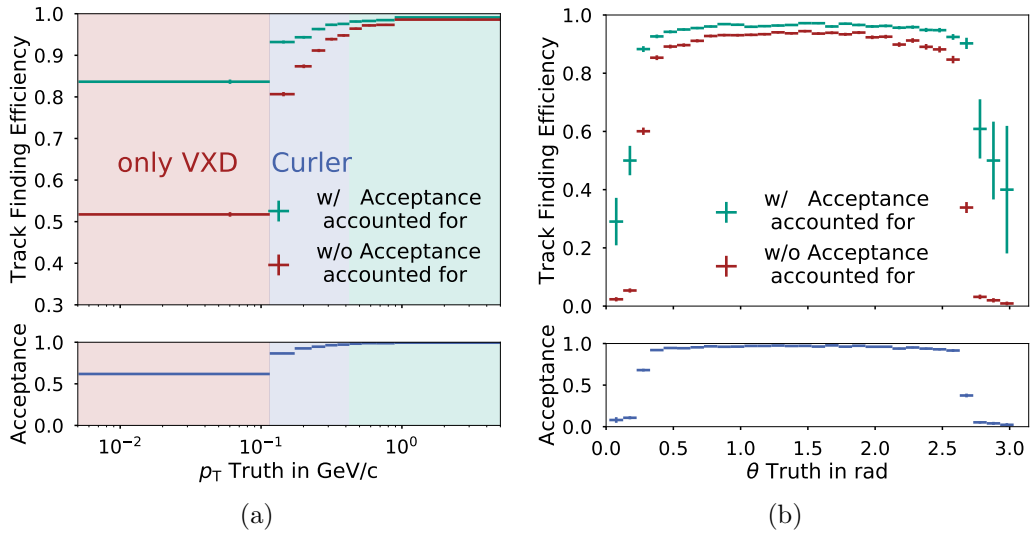 1.0
0.9
0.8
0.7
0.6
0.5
0.4
0.3
Track Finding Efficiency
only VXD
Curler
w/ Acceptance
accounted for
w/o Acceptance
accounted for
1.0
0.5
0.0
Acceptance
10⁻²
10⁻¹
10⁰
p_T Truth in GeV/c
(a)
1.0
0.8
0.6
0.4
0.2
0.0
Track Finding Efficiency
w/ Acceptance
accounted for
w/o Acceptance
accounted for
1.0
0.5
0.0
Acceptance
0.0 0.5 1.0 1.5 2.0 2.5 3.0
θ Truth in rad
(b)